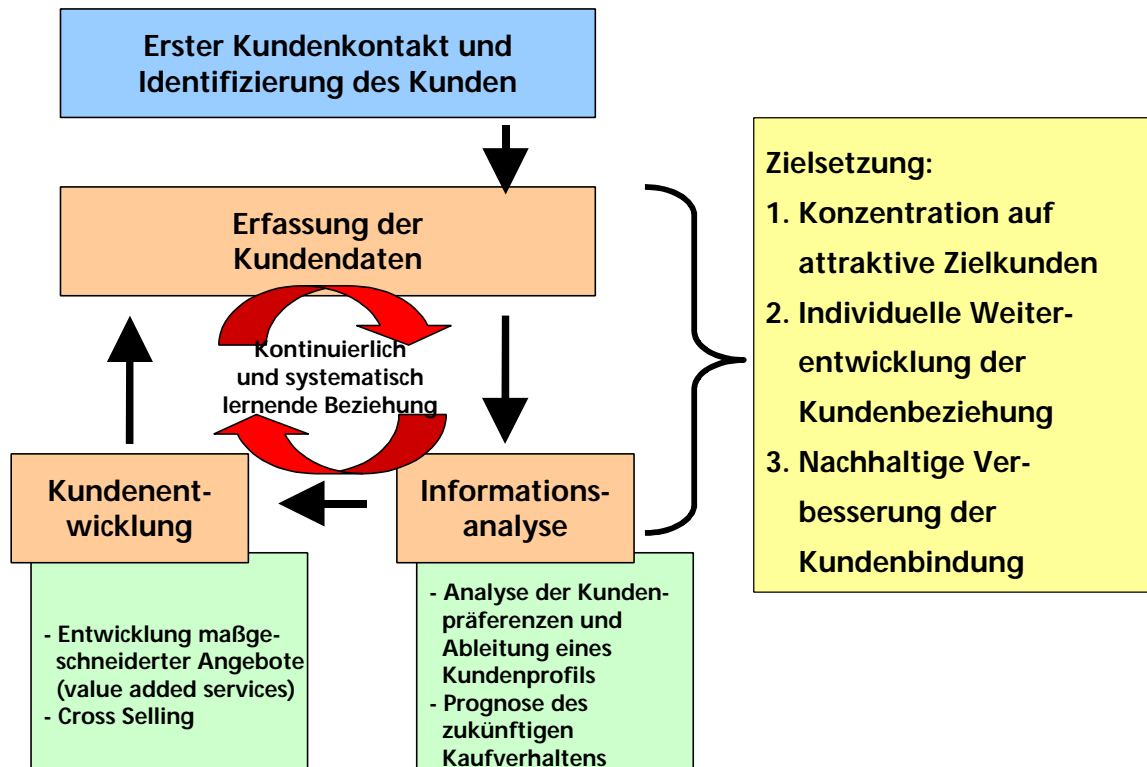 Erster Kundenkontakt und
Identifizierung des Kunden
Erfassung der
Kundendaten
Kontinuierlich
und systematisch
lernende Beziehung
Kundenent-
wicklung
Informations-
analyse
- Entwicklung maßge-
schneiderter Angebote
(value added services)
- Cross Selling
- Analyse der Kunden-
präferenzen und
Ableitung eines
Kundenprofils
- Prognose des
zukünftigen
Kaufverhaltens
Zielsetzung:
1. Konzentration auf
attraktive Zielkunden
2. Individuelle Weiter-
entwicklung der
Kundenbeziehung
3. Nachhaltige Ver-
besserung der
Kundenbindung